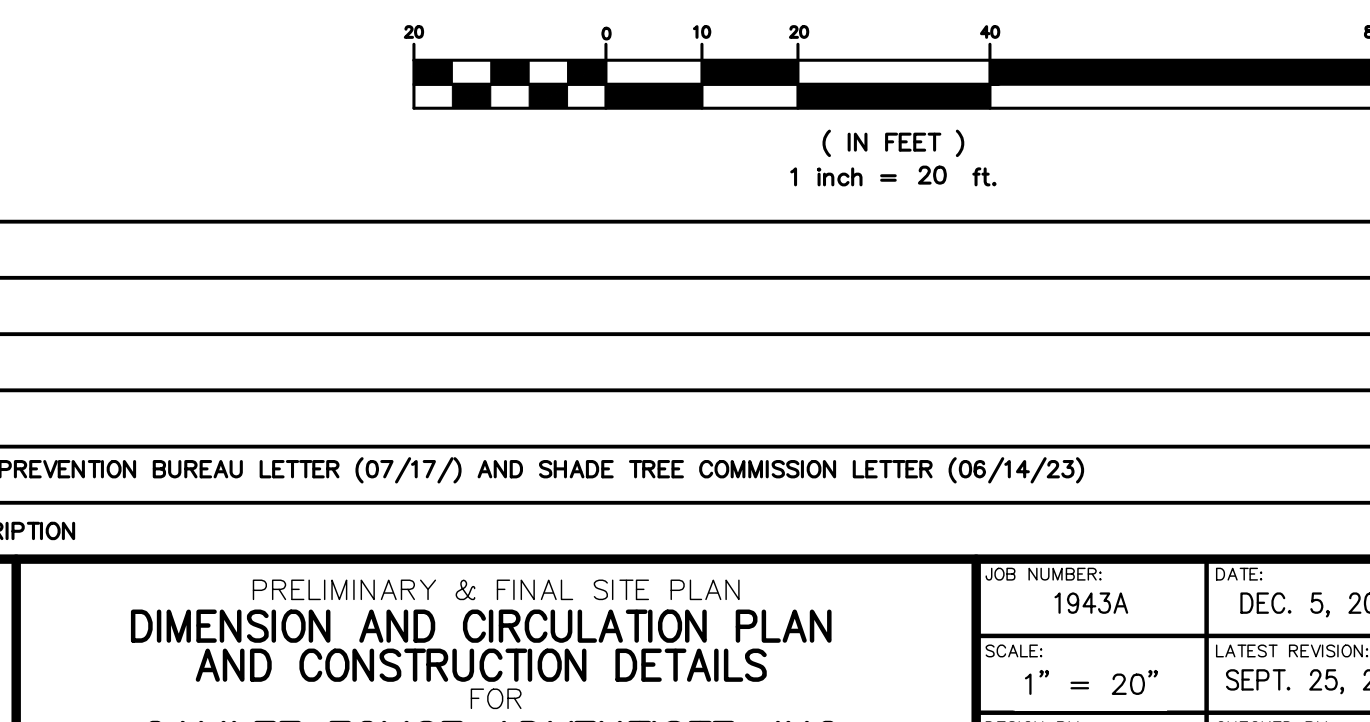 20 0 10 20 40
( IN FEET )
1 inch = 20 ft.
PREVENTION BUREAU LETTER (07/17/) AND SHADE TREE COMMISSION LETTER (06/14/23)
RIPTION
PRELIMINARY & FINAL SITE PLAN
DIMENSION AND CIRCULATION PLAN
AND CONSTRUCTION DETAILS
FOR
JOB NUMBER:
1943A
DATE:
DEC. 5, 20
SCALE:
1" = 20"
LATEST REVISION:
SEPT. 25, 2